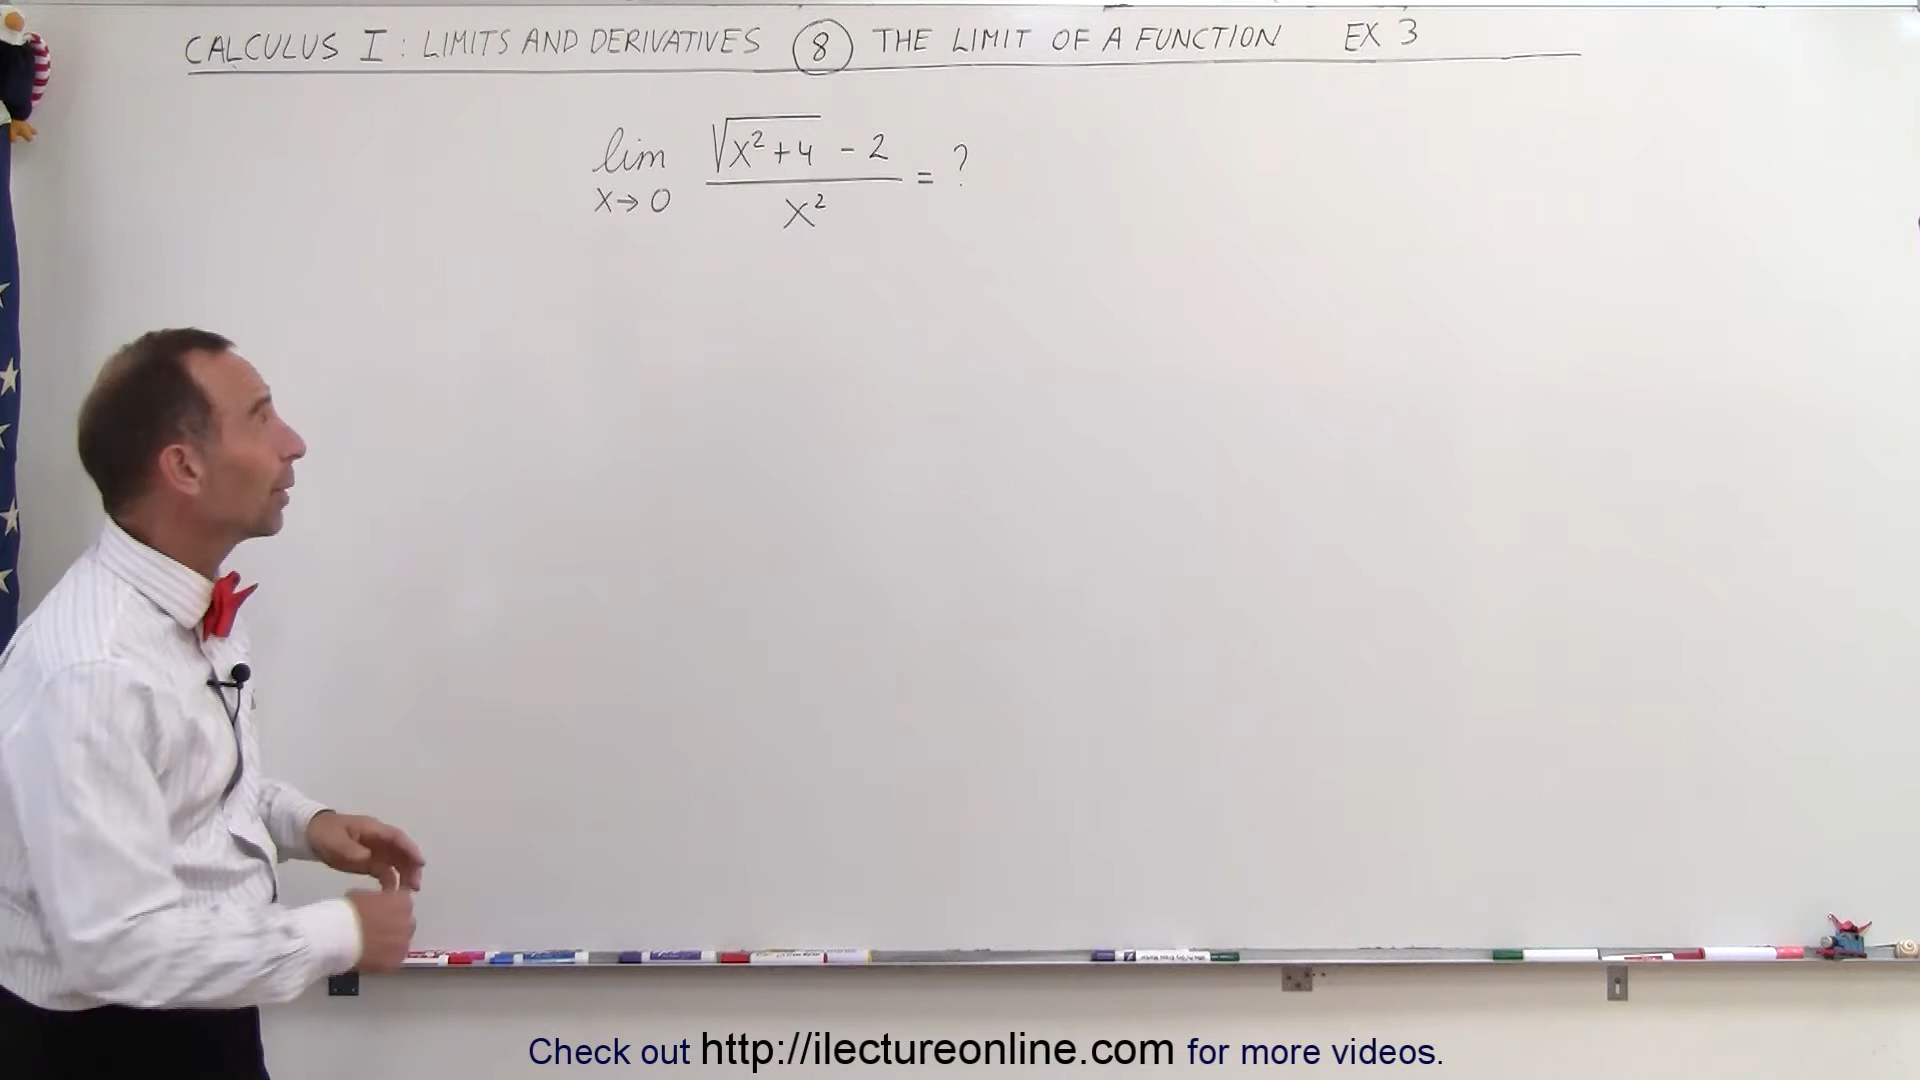 CALCULUS I: LIMITS AND DERIVATIVES 8 THE LIMIT OF A FUNCTION EX 3
lim x→0 (√(x²+4) - 2) / x² = ?
Check out http://ilectureonline.com for more videos.